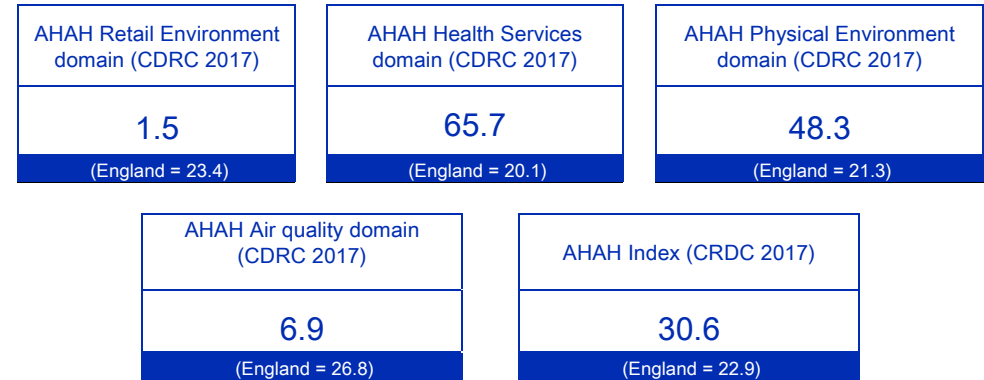 AHAH Retail Environment
domain (CDRC 2017)
1.5
(England = 23.4)
AHAH Health Services
domain (CDRC 2017)
65.7
(England = 20.1)
AHAH Physical Environment
domain (CDRC 2017)
48.3
(England = 21.3)
AHAH Air quality domain
(CDRC 2017)
6.9
(England = 26.8)
AHAH Index (CRDC 2017)
30.6
(England = 22.9)